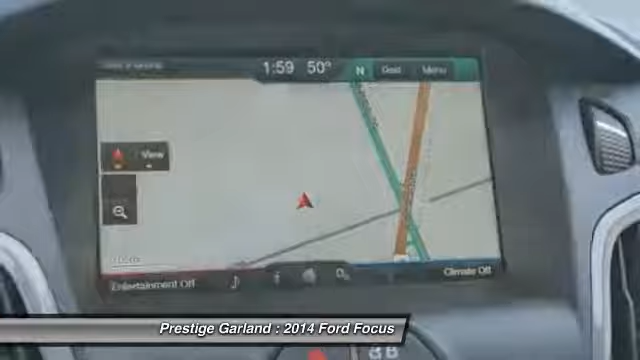 1:59 50°
N Dest Menu
View
Entertainment Off
Climate Off
Prestige Garland : 2014 Ford Focus